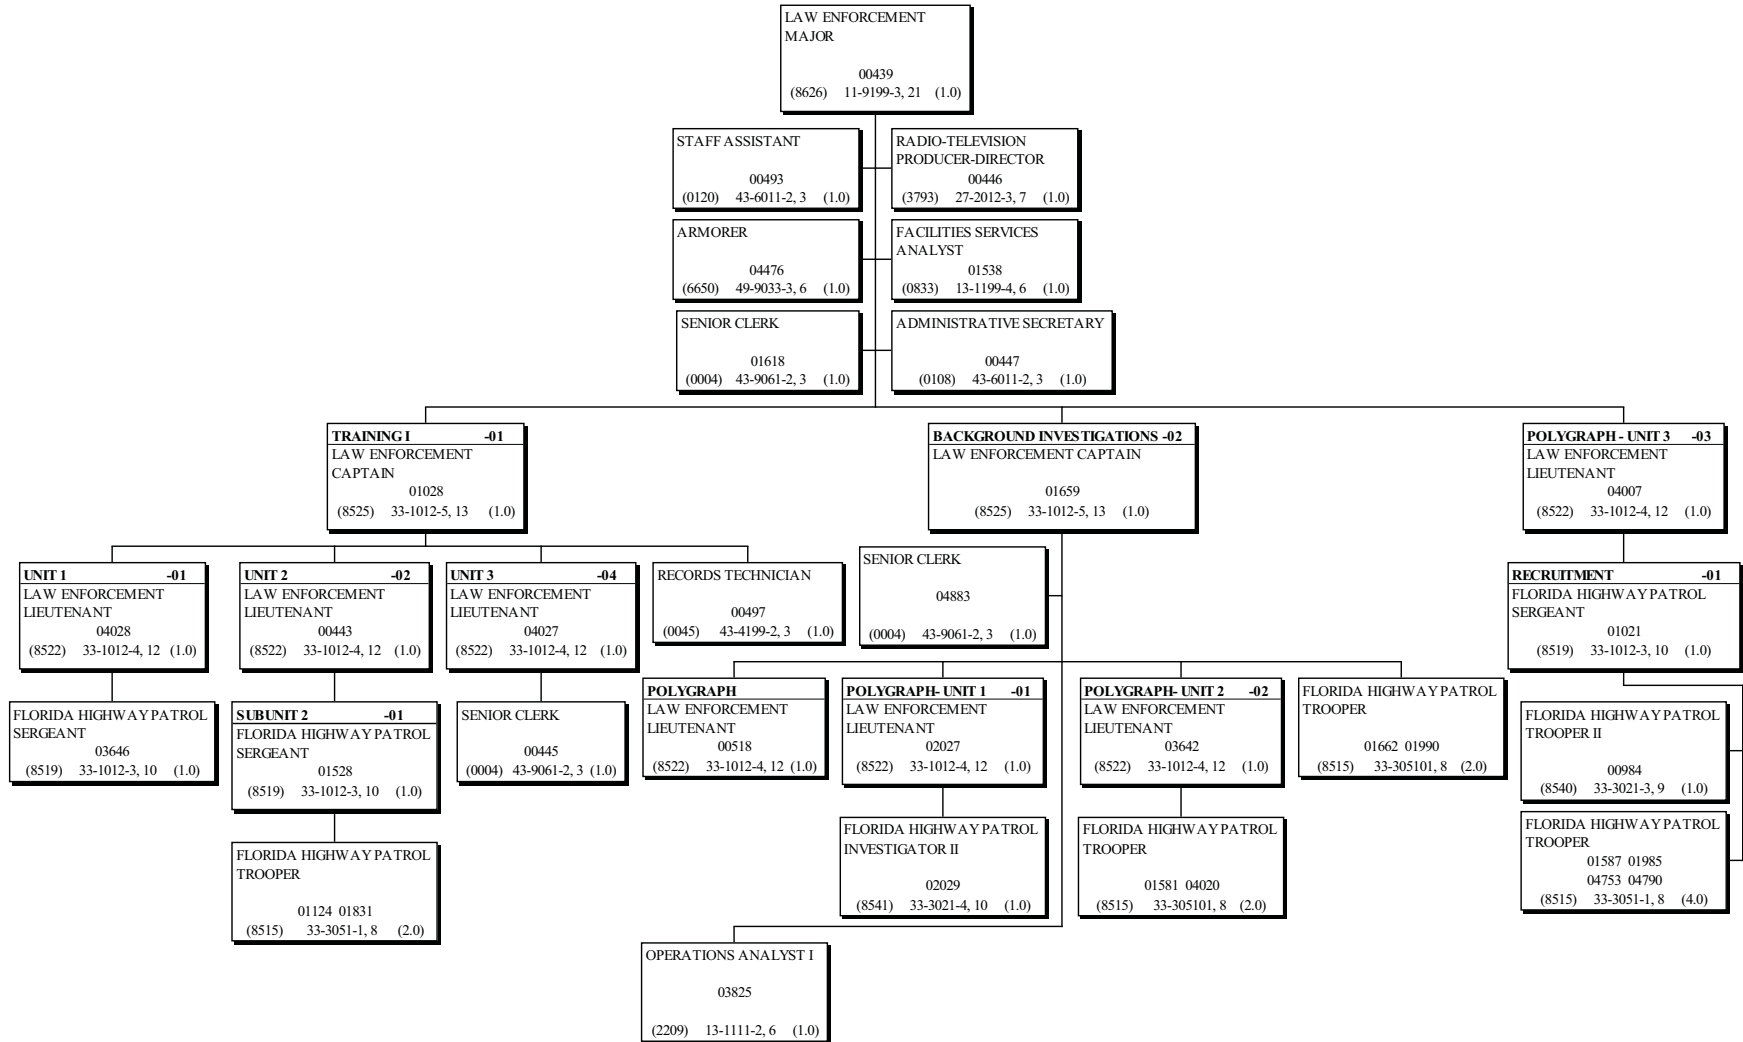 LAW ENFORCEMENT
MAJOR
00439
(8626) 11-9199-3, 21 (1.0)
STAFF ASSISTANT
00493
(0120) 43-6011-2, 3 (1.0)
RADIO-TELEVISION
PRODUCER-DIRECTOR
00446
(3793) 27-2012-3, 7 (1.0)
ARMORER
04476
(6650) 49-9033-3, 6 (1.0)
FACILITIES SERVICES
ANALYST
01538
(0833) 13-1199-4, 6 (1.0)
SENIOR CLERK
01618
(0004) 43-9061-2, 3 (1.0)
ADMINISTRATIVE SECRETARY
00447
(0108) 43-6011-2, 3 (1.0)
TRAINING I -01
LAW ENFORCEMENT
CAPTAIN
01028
(8525) 33-1012-5, 13 (1.0)
BACKGROUND INVESTIGATIONS -02
LAW ENFORCEMENT CAPTAIN
01659
(8525) 33-1012-5, 13 (1.0)
POLYGRAPH - UNIT 3 -03
LAW ENFORCEMENT
LIEUTENANT
04007
(8522) 33-1012-4, 12 (1.0)
UNIT 1 -01
LAW ENFORCEMENT
LIEUTENANT
04028
(8522) 33-1012-4, 12 (1.0)
UNIT 2 -02
LAW ENFORCEMENT
LIEUTENANT
00443
(8522) 33-1012-4, 12 (1.0)
UNIT 3 -04
LAW ENFORCEMENT
LIEUTENANT
04027
(8522) 33-1012-4, 12 (1.0)
RECORDS TECHNICIAN
00497
(0045) 43-4199-2, 3 (1.0)
SENIOR CLERK
04883
(0004) 43-9061-2, 3 (1.0)
RECRUITMENT -01
FLORIDA HIGHWAY PATROL
SERGEANT
01021
(8519) 33-1012-3, 10 (1.0)
FLORIDA HIGHWAY PATROL
SERGEANT
03646
(8519) 33-1012-3, 10 (1.0)
SUBUNIT 2 -01
FLORIDA HIGHWAY PATROL
SERGEANT
01528
(8519) 33-1012-3, 10 (1.0)
SENIOR CLERK
00445
(0004) 43-9061-2, 3 (1.0)
POLYGRAPH
LAW ENFORCEMENT
LIEUTENANT
00518
(8522) 33-1012-4, 12 (1.0)
POLYGRAPH- UNIT 1 -01
LAW ENFORCEMENT
LIEUTENANT
02027
(8522) 33-1012-4, 12 (1.0)
POLYGRAPH- UNIT 2 -02
LAW ENFORCEMENT
LIEUTENANT
03642
(8522) 33-1012-4, 12 (1.0)
FLORIDA HIGHWAY PATROL
TROOPER
01662 01990
(8515) 33-305101, 8 (2.0)
FLORIDA HIGHWAY PATROL
TROOPER II
00984
(8540) 33-3021-3, 9 (1.0)
FLORIDA HIGHWAY PATROL
TROOPER
01124 01831
(8515) 33-3051-1, 8 (2.0)
FLORIDA HIGHWAY PATROL
INVESTIGATOR II
02029
(8541) 33-3021-4, 10 (1.0)
FLORIDA HIGHWAY PATROL
TROOPER
01581 04020
(8515) 33-305101, 8 (2.0)
FLORIDA HIGHWAY PATROL
TROOPER
01587 01985
04753 04790
(8515) 33-3051-1, 8 (4.0)
OPERATIONS ANALYST I
03825
(2209) 13-1111-2, 6 (1.0)